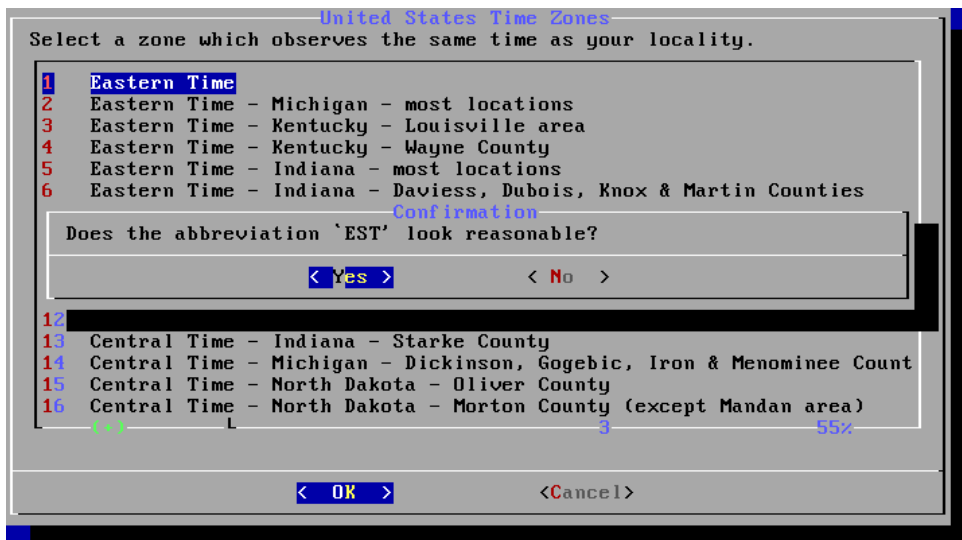 United States Time Zones
Select a zone which observes the same time as your locality.
1 Eastern Time
2 Eastern Time - Michigan - most locations
3 Eastern Time - Kentucky - Louisville area
4 Eastern Time - Kentucky - Wayne County
5 Eastern Time - Indiana - most locations
6 Eastern Time - Indiana - Daviess, Dubois, Knox & Martin Counties
Confirmation
Does the abbreviation `EST' look reasonable?
< Yes > < No >
12
13 Central Time - Indiana - Starke County
14 Central Time - Michigan - Dickinson, Gogebic, Iron & Menominee Count
15 Central Time - North Dakota - Oliver County
16 Central Time - North Dakota - Morton County (except Mandan area)
(+) 3 55%
< OK > <Cancel>